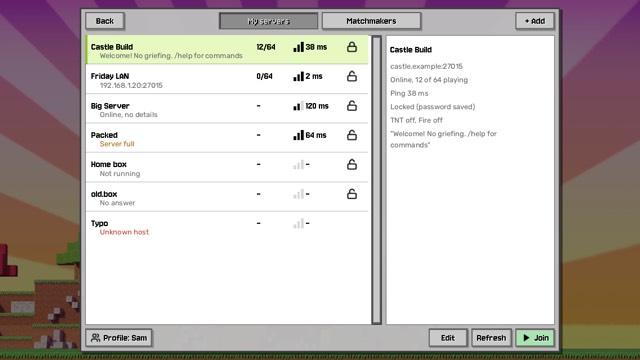 Back
My servers
Matchmakers
+ Add
Castle Build 12/64 38 ms
Welcome! No griefing. /help for commands
Friday LAN 0/64 2 ms
192.168.1.20:27015
Big Server - 120 ms
Online, no details
Packed - 64 ms
Server full
Home box - -
Not running
old.box - -
No answer
Typo - -
Unknown host
Castle Build
castle.example:27015
Online, 12 of 64 playing
Ping 38 ms
Locked (password saved)
TNT off, Fire off
"Welcome! No griefing. /help for
commands"
Profile: Sam
Edit
Refresh
Join